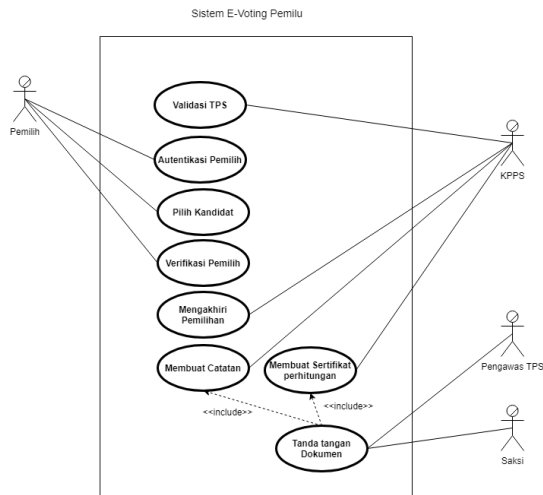 Sistem E-Voting Pemilu
Validasi TPS
Pemilih
Autentikasi Pemilih
KPPS
Pilih Kandidat
Verifikasi Pemilih
Mengakhiri
Pemilihan
Membuat Catatan
Membuat Sertifikat
perhitungan
Pengawas TPS
<<include>>
<<include>>
Tanda tangan
Dokumen
Saksi